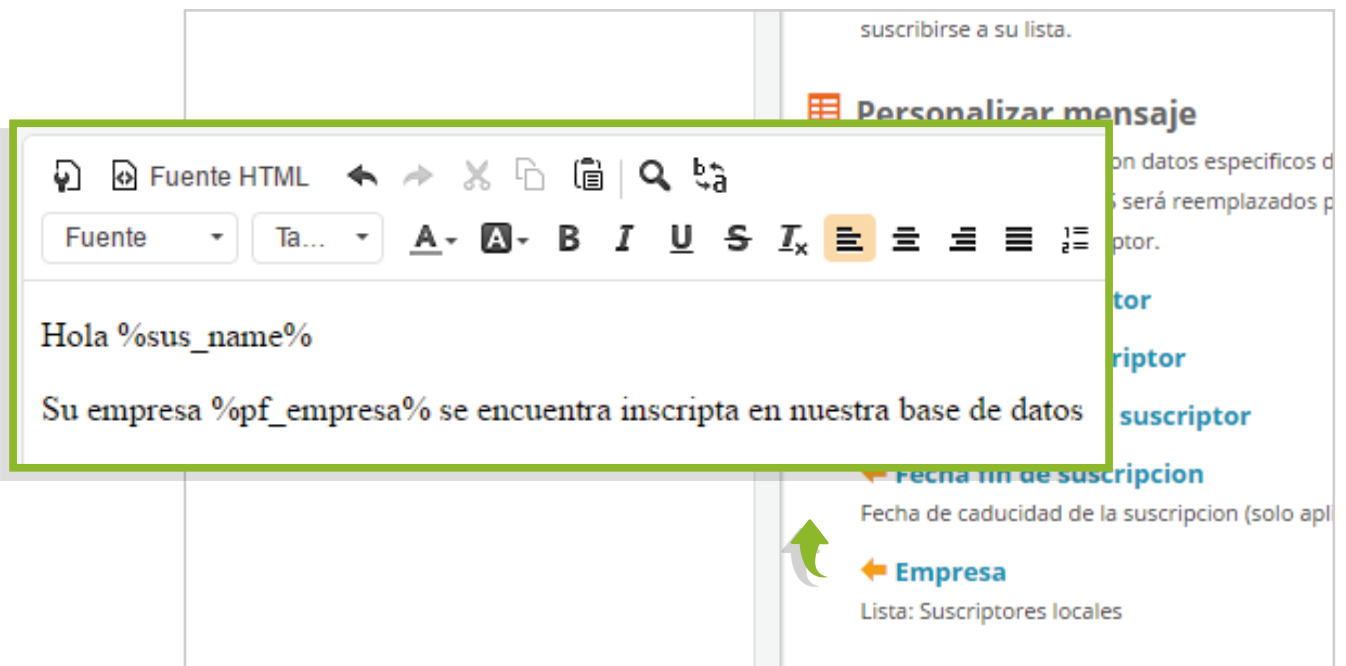 suscribirse a su lista.
Personalizar mensaje
on datos especificos d
será reemplazados p
ptor.
tor
riptor
suscriptor
Fecha fin de suscripcion
Fecha de caducidad de la suscripcion (solo apli
Empresa
Lista: Suscriptores locales
Fuente HTML
Fuente
Ta...
Hola %sus_name%
Su empresa %pf_empresa% se encuentra inscripta en nuestra base de datos